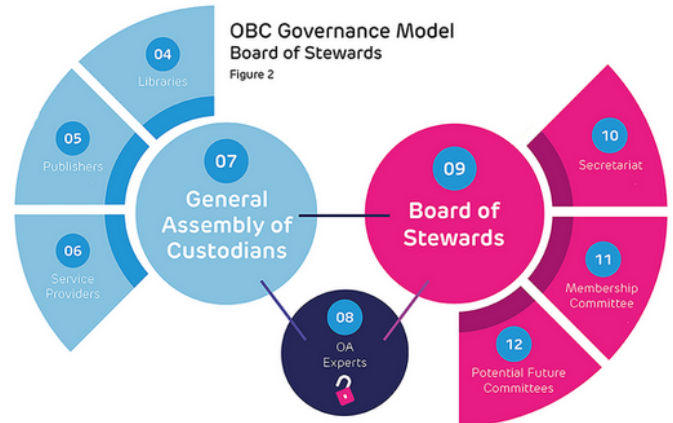 OBC Governance Model
Board of Stewards
Figure 2
04
Libraries
05
Publishers
06
Service
Providers
07
General
Assembly of
Custodians
08
OA
Experts
09
Board of
Stewards
10
Secretariat
11
Membership
Committee
12
Potential Future
Committees